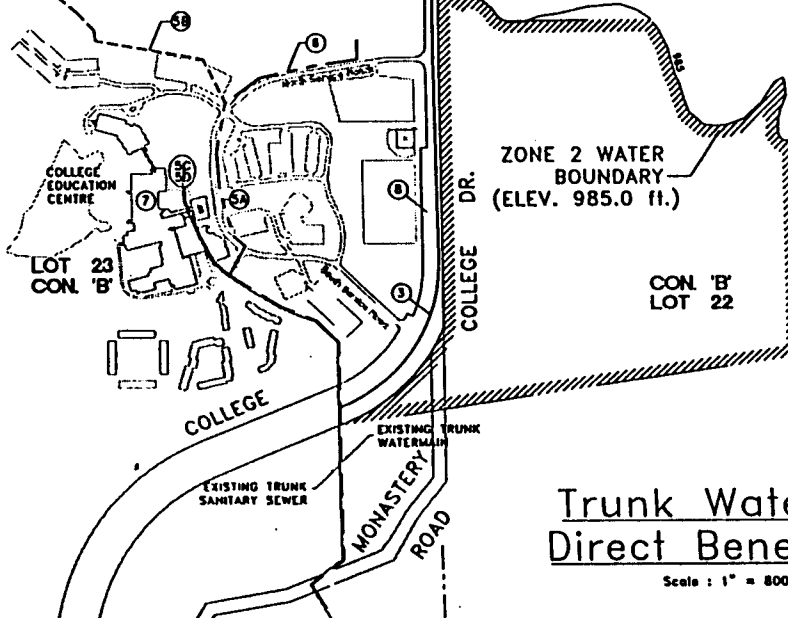 5B
6
985
COLLEGE
EDUCATION
CENTRE
5C
5D
7
5A
8
ZONE 2 WATER
BOUNDARY
(ELEV. 985.0 ft.)
COLLEGE DR.
LOT 23
CON. 'B'
3
CON. 'B'
LOT 22
COLLEGE
EXISTING TRUNK
WATERMAIN
EXISTING TRUNK
SANITARY SEWER
MONASTERY
ROAD
Trunk Wate
Direct Bene
Scale : 1" = 800